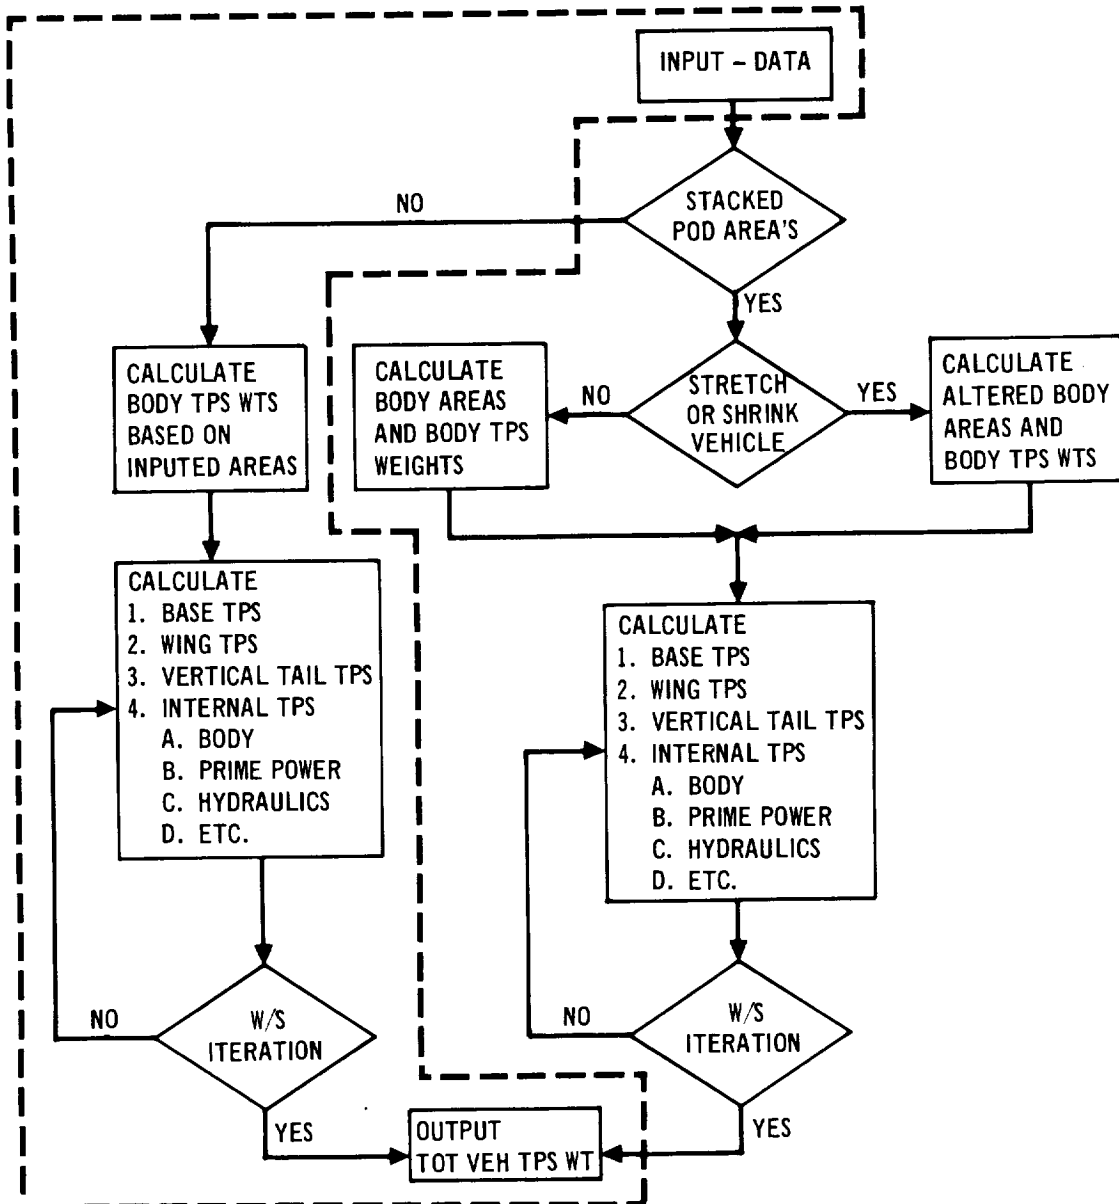 INPUT - DATA
STACKED
POD AREA'S
NO
YES
CALCULATE
BODY TPS WTS
BASED ON
INPUTED AREAS
CALCULATE
BODY AREAS
AND BODY TPS
WEIGHTS
NO
STRETCH
OR SHRINK
VEHICLE
YES
CALCULATE
ALTERED BODY
AREAS AND
BODY TPS WTS
CALCULATE
1. BASE TPS
2. WING TPS
3. VERTICAL TAIL TPS
4. INTERNAL TPS
A. BODY
B. PRIME POWER
C. HYDRAULICS
D. ETC.
CALCULATE
1. BASE TPS
2. WING TPS
3. VERTICAL TAIL TPS
4. INTERNAL TPS
A. BODY
B. PRIME POWER
C. HYDRAULICS
D. ETC.
NO
W/S
ITERATION
YES
NO
W/S
ITERATION
YES
OUTPUT
TOT VEH TPS WT